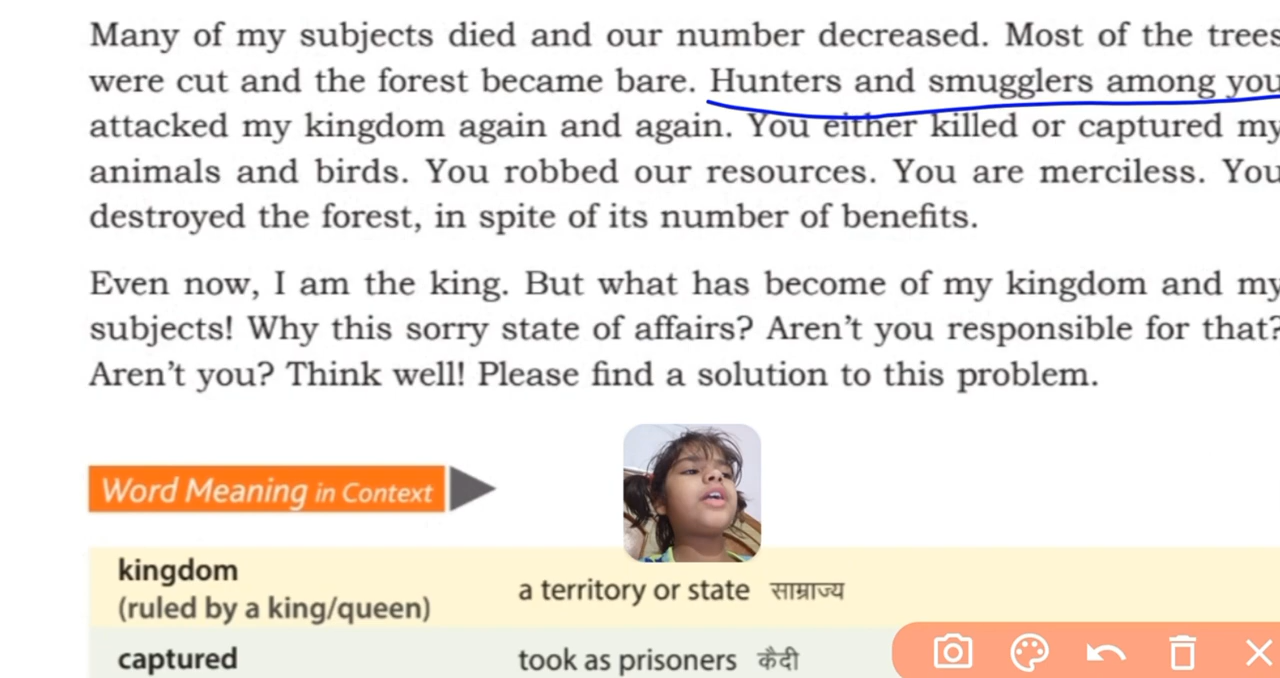 Many of my subjects died and our number decreased. Most of the trees
were cut and the forest became bare. Hunters and smugglers among you
attacked my kingdom again and again. You either killed or captured my
animals and birds. You robbed our resources. You are merciless. You
destroyed the forest, in spite of its number of benefits.
Even now, I am the king. But what has become of my kingdom and my
subjects! Why this sorry state of affairs? Aren't you responsible for that?
Aren't you? Think well! Please find a solution to this problem.
Word Meaning in Context
kingdom
(ruled by a king/queen) a territory or state साम्राज्य
captured took as prisoners कैदी